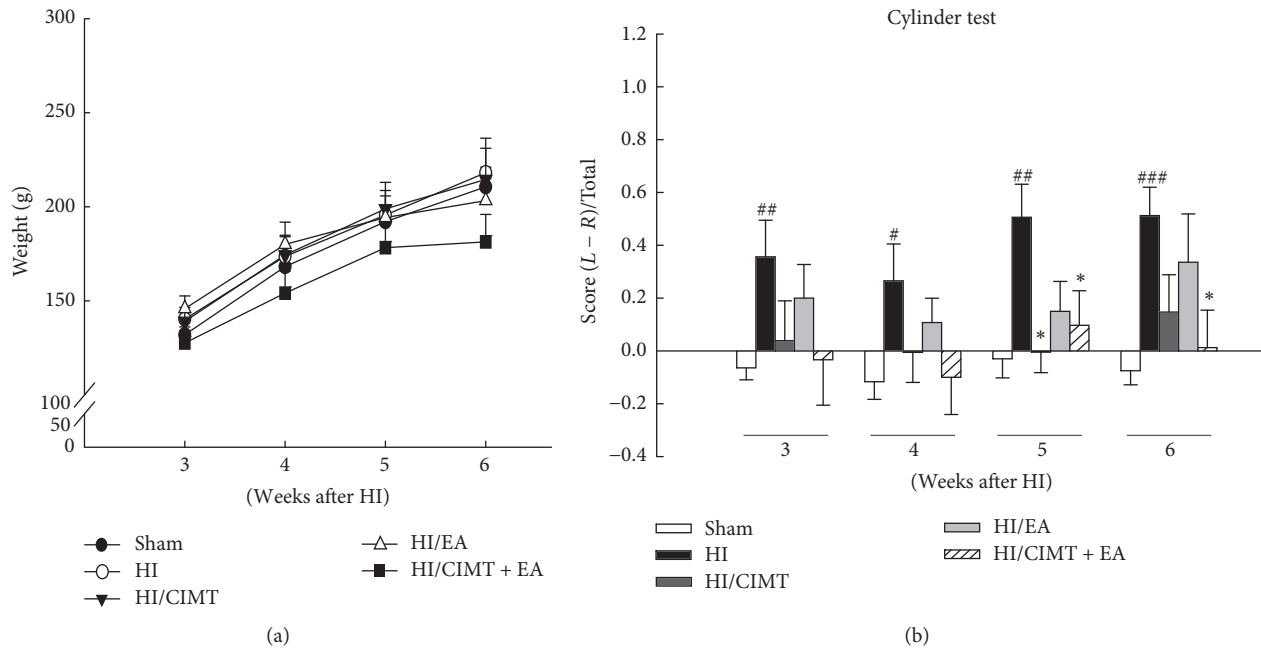 300
250
200
150
100
50
0
Weight (g)
3 4 5 6
(Weeks after HI)
Sham
HI
HI/CIMT
HI/EA
HI/CIMT + EA
(a)
Cylinder test
1.2
1.0
0.8
0.6
0.4
0.2
0.0
−0.2
−0.4
Score (L − R)/Total
## # ## ###
* * *
3 4 5 6
(Weeks after HI)
Sham
HI
HI/CIMT
HI/EA
HI/CIMT + EA
(b)